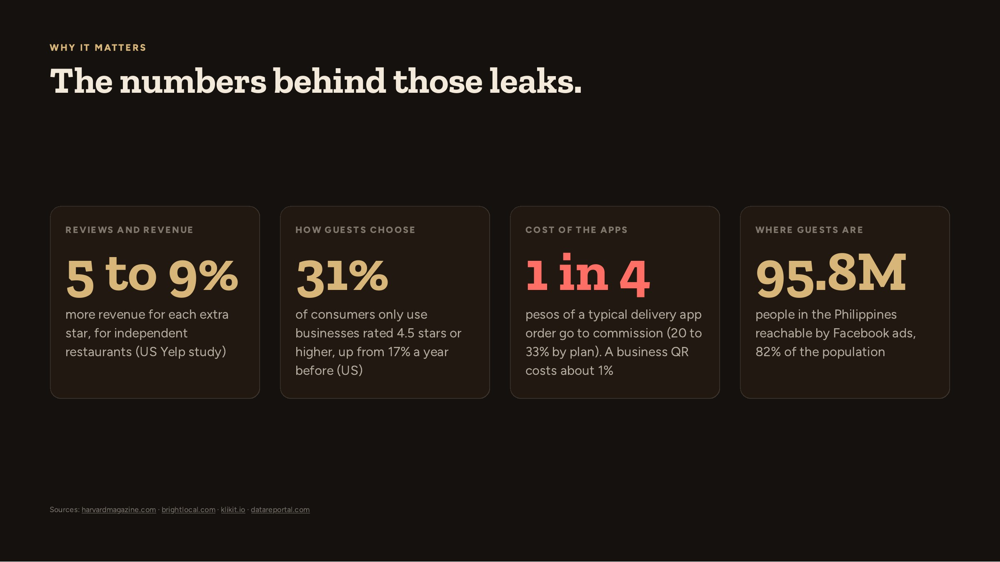 WHY IT MATTERS
The numbers behind those leaks.
REVIEWS AND REVENUE
5 to 9%
more revenue for each extra
star, for independent
restaurants (US Yelp study)
HOW GUESTS CHOOSE
31%
of consumers only use
businesses rated 4.5 stars or
higher, up from 17% a year
before (US)
COST OF THE APPS
1 in 4
pesos of a typical delivery app
order go to commission (20 to
33% by plan). A business QR
costs about 1%
WHERE GUESTS ARE
95.8M
people in the Philippines
reachable by Facebook ads,
82% of the population
Sources: harvardmagazine.com · brightlocal.com · klikit.io · datareportal.com